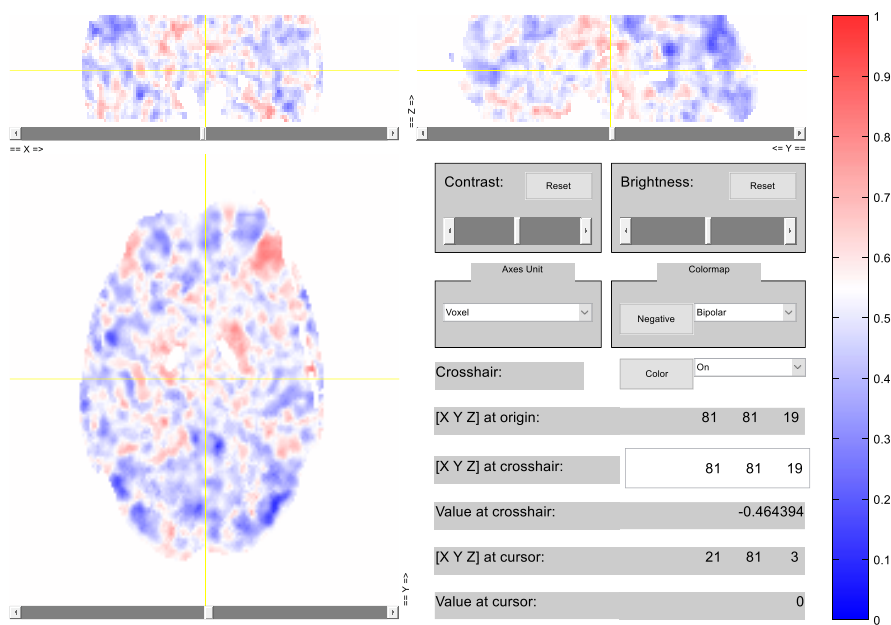 == Z =>
== X =>
<= Y ==
Contrast:
Reset
Brightness:
Reset
Axes Unit
Colormap
Voxel
Negative
Bipolar
Crosshair:
Color
On
[X Y Z] at origin:
81 81 19
[X Y Z] at crosshair:
81 81 19
Value at crosshair:
-0.464394
[X Y Z] at cursor:
21 81 3
Value at cursor:
0
== Y =>
1
0.9
0.8
0.7
0.6
0.5
0.4
0.3
0.2
0.1
0